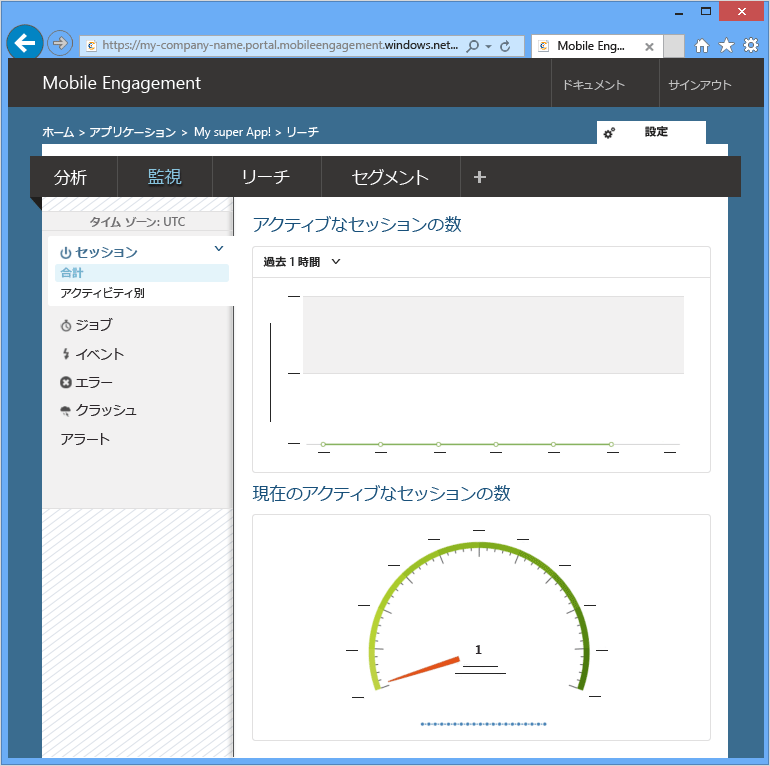 https://my-company-name.portal.mobileengagement.windows.net...
Mobile Eng...
Mobile Engagement
ドキュメント
サインアウト
ホーム > アプリケーション > My super App! > リーチ
設定
分析
監視
リーチ
セグメント
+
タイム ゾーン: UTC
セッション
合計
アクティビティ別
ジョブ
イベント
エラー
クラッシュ
アラート
アクティブなセッションの数
過去 1 時間
現在のアクティブなセッションの数
1